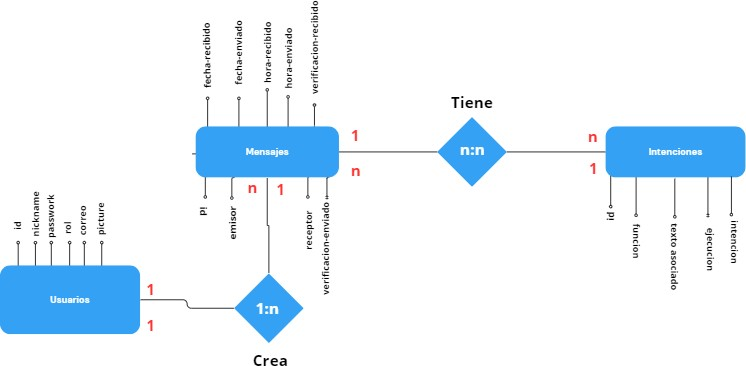 fecha-recibido
fecha-enviado
hora-recibido
hora-enviado
verificacion-recibido
Mensajes
1
n
Tiene
n:n
n
1
Intenciones
id
emisor
n
1
receptor
verificacion-enviado
id
funcion
texto asociado
ejecucion
intencion
id
nickname
passwork
rol
correo
picture
Usuarios
1
1
1:n
Crea